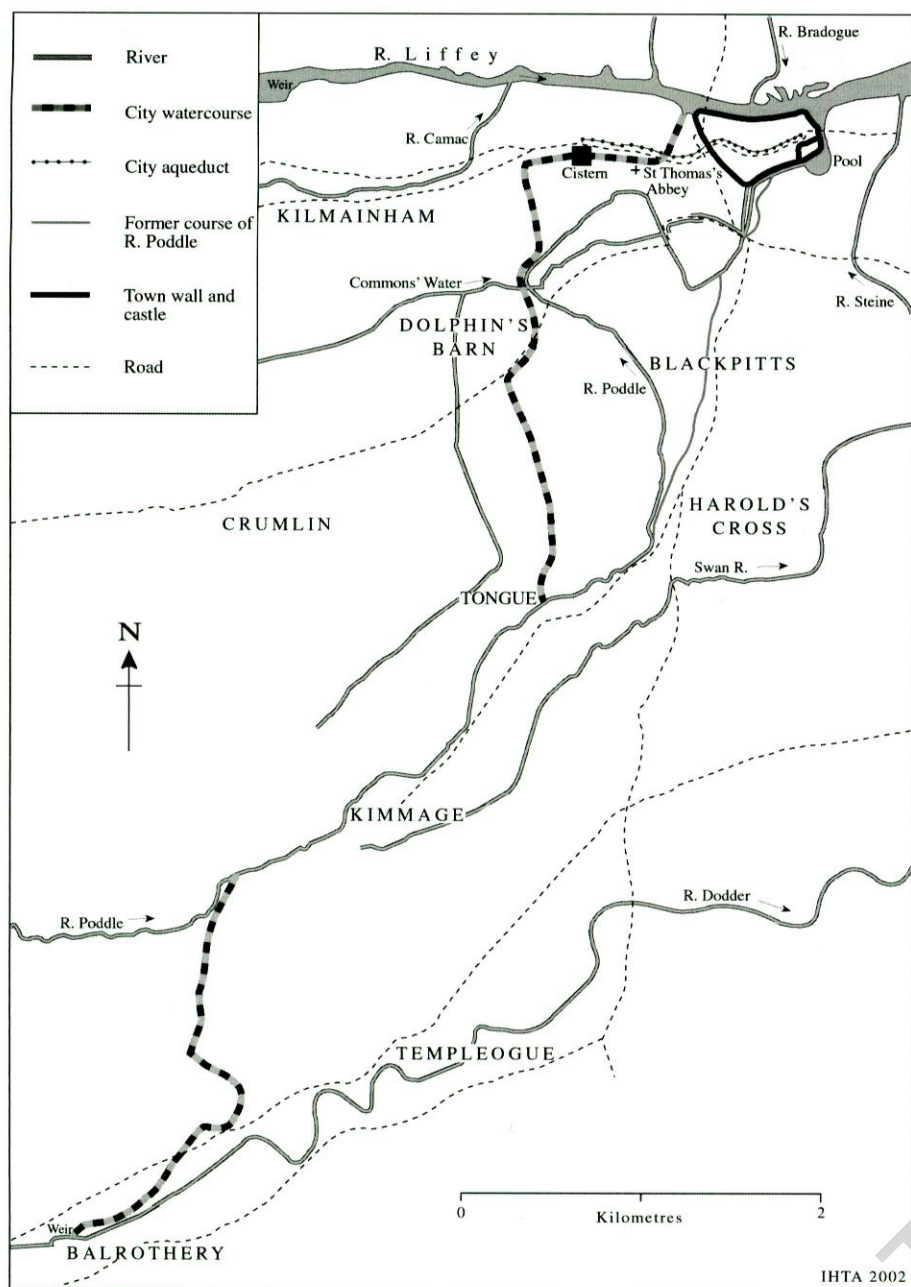 River
City watercourse
City aqueduct
Former course of
R. Poddle
Town wall and
castle
Road
R. Bradogue
R. Liffey
Weir
R. Camac
Cistern
St Thomas's
Abbey
Pool
KILMAINHAM
Commons' Water
R. Steine
DOLPHIN'S
BARN
BLACKPITTS
R. Poddle
CRUMLIN
HAROLD'S
CROSS
Swan R.
TONGUE
N
KIMMAGE
R. Poddle
R. Dodder
TEMPLEOGUE
Weir
BALROTHERY
0
Kilometres
2
IHTA 2002